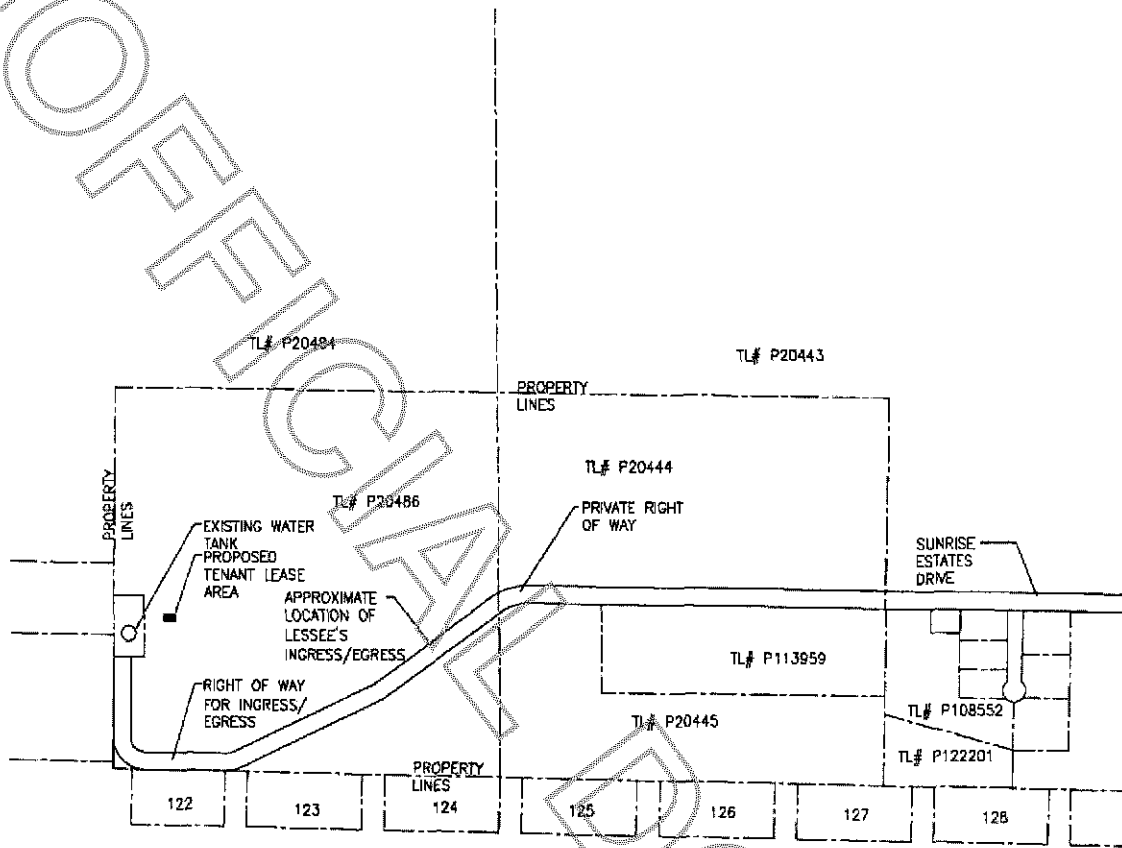 OFFICIAL D
TL# P20484
TL# P20443
PROPERTY
LINES
TL# P20444
TL# P20486
PROPERTY
LINES
PRIVATE RIGHT
OF WAY
EXISTING WATER
TANK
PROPOSED
TENANT LEASE
AREA
SUNRISE
ESTATES
DRIVE
APPROXIMATE
LOCATION OF
LESSEE'S
INGRESS/EGRESS
TL# P113959
RIGHT OF WAY
FOR INGRESS/
EGRESS
TL# P108552
TL# P20445
TL# P122201
PROPERTY
LINES
122
123
124
125
126
127
128